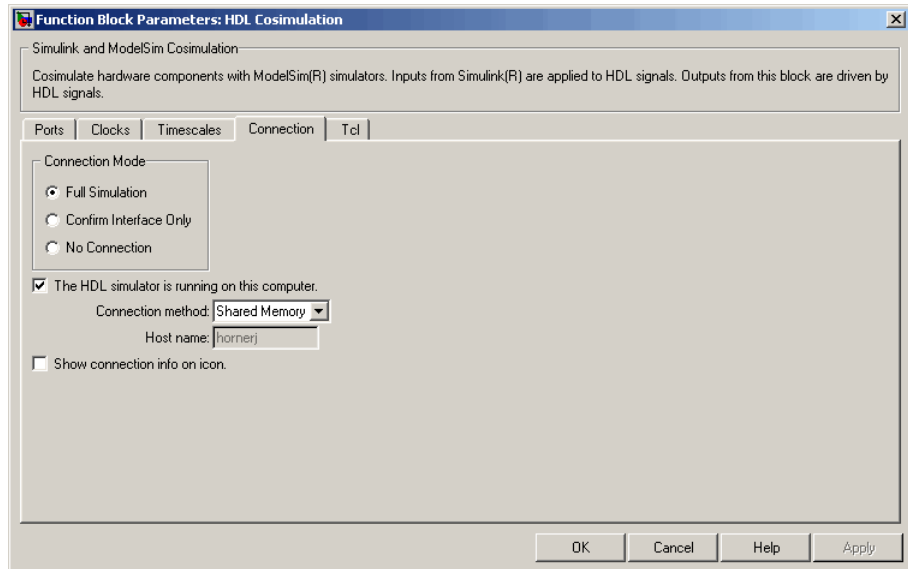 Function Block Parameters: HDL Cosimulation
Simulink and ModelSim Cosimulation
Cosimulate hardware components with ModelSim(R) simulators. Inputs from Simulink(R) are applied to HDL signals. Outputs from this block are driven by
HDL signals.
Ports Clocks Timescales Connection Tcl
Connection Mode
Full Simulation
Confirm Interface Only
No Connection
The HDL simulator is running on this computer.
Connection method: Shared Memory
Host name: hornerj
Show connection info on icon.
OK Cancel Help Apply